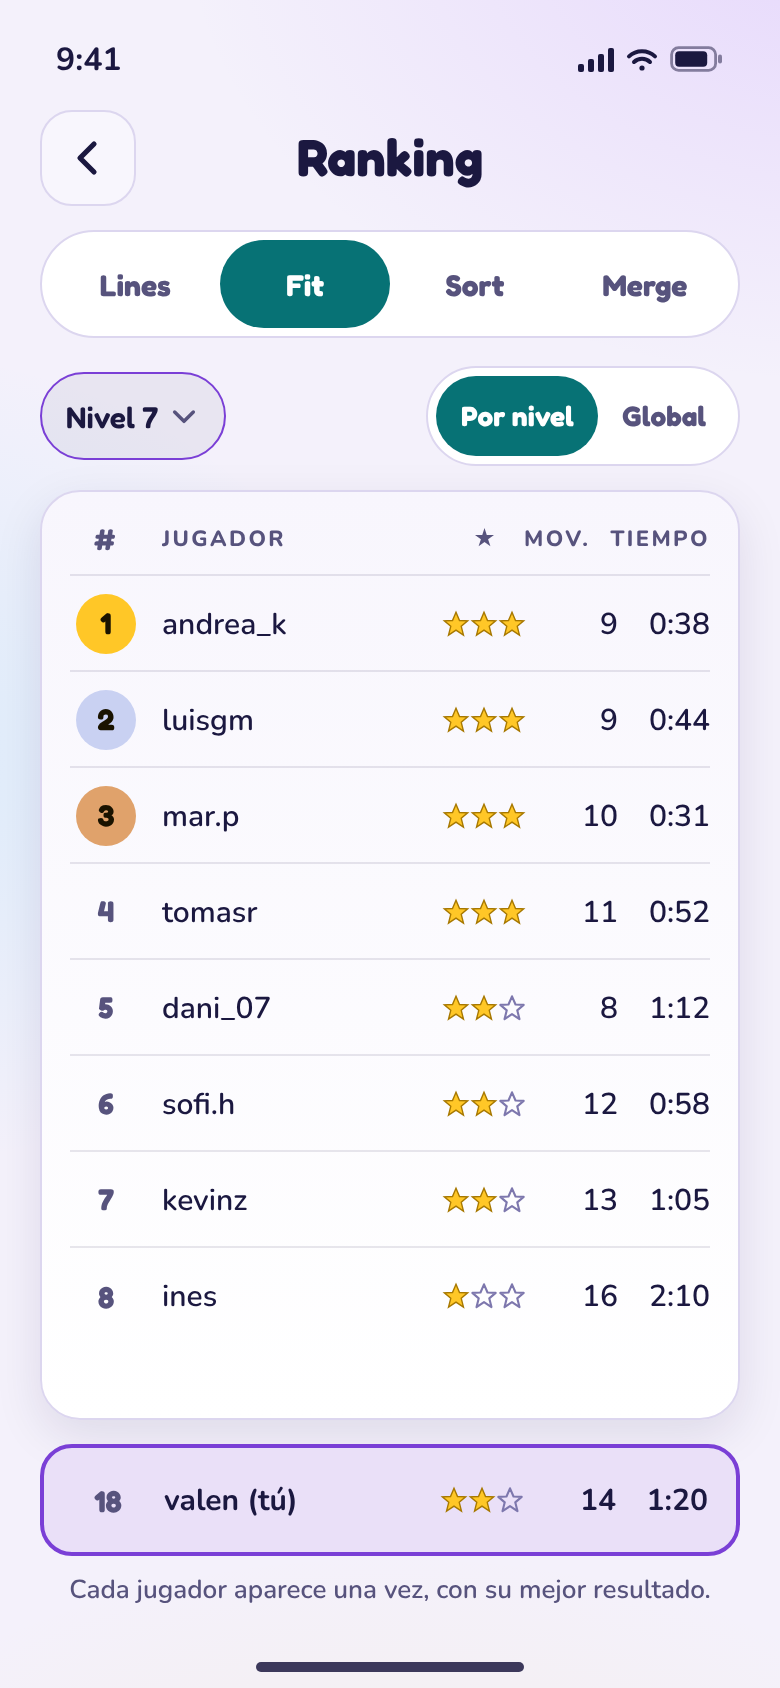 9:41
Ranking
Lines Fit Sort Merge
Nivel 7 Por nivel Global
# JUGADOR ★ MOV. TIEMPO
1 andrea_k ★★★ 9 0:38
2 luisgm ★★★ 9 0:44
3 mar.p ★★★ 10 0:31
4 tomasr ★★★ 11 0:52
5 dani_07 ★★☆ 8 1:12
6 sofi.h ★★☆ 12 0:58
7 kevinz ★★☆ 13 1:05
8 ines ★☆☆ 16 2:10
18 valen (tú) ★★☆ 14 1:20
Cada jugador aparece una vez, con su mejor resultado.